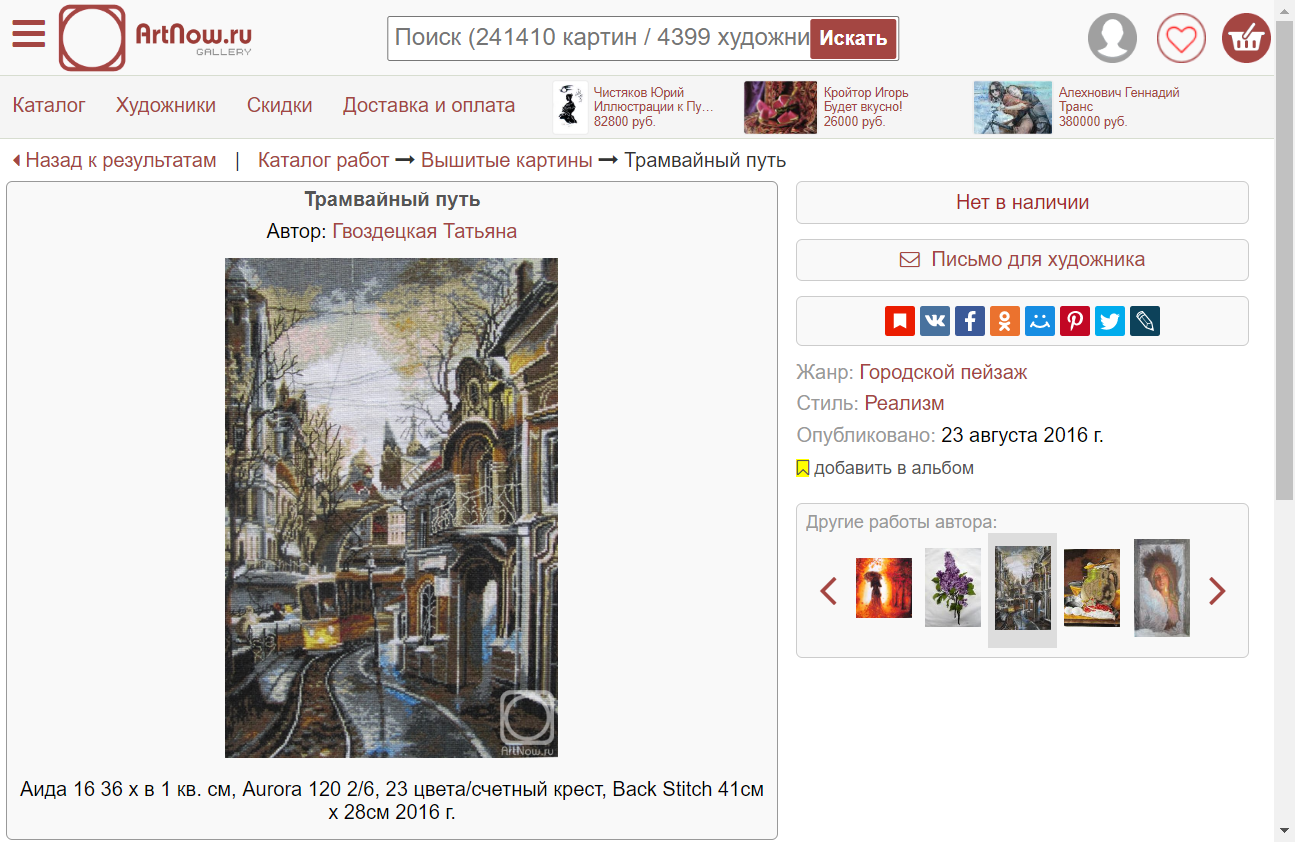 ArtNow.ru
GALLERY
Поиск (241410 картин / 4399 художни
Искать
Каталог
Художники
Скидки
Доставка и оплата
Чистяков Юрий
Иллюстрации к Пу...
82800 руб.
Кройтор Игорь
Будет вкусно!
26000 руб.
Алехнович Геннадий
Транс
380000 руб.
Назад к результатам | Каталог работ → Вышитые картины → Трамвайный путь
Трамвайный путь
Автор: Гвоздецкая Татьяна
ArtNow.ru
Аида 16 36 х в 1 кв. см, Aurora 120 2/6, 23 цвета/счетный крест, Back Stitch 41см
х 28см 2016 г.
Нет в наличии
Письмо для художника
Жанр: Городской пейзаж
Стиль: Реализм
Опубликовано: 23 августа 2016 г.
добавить в альбом
Другие работы автора: